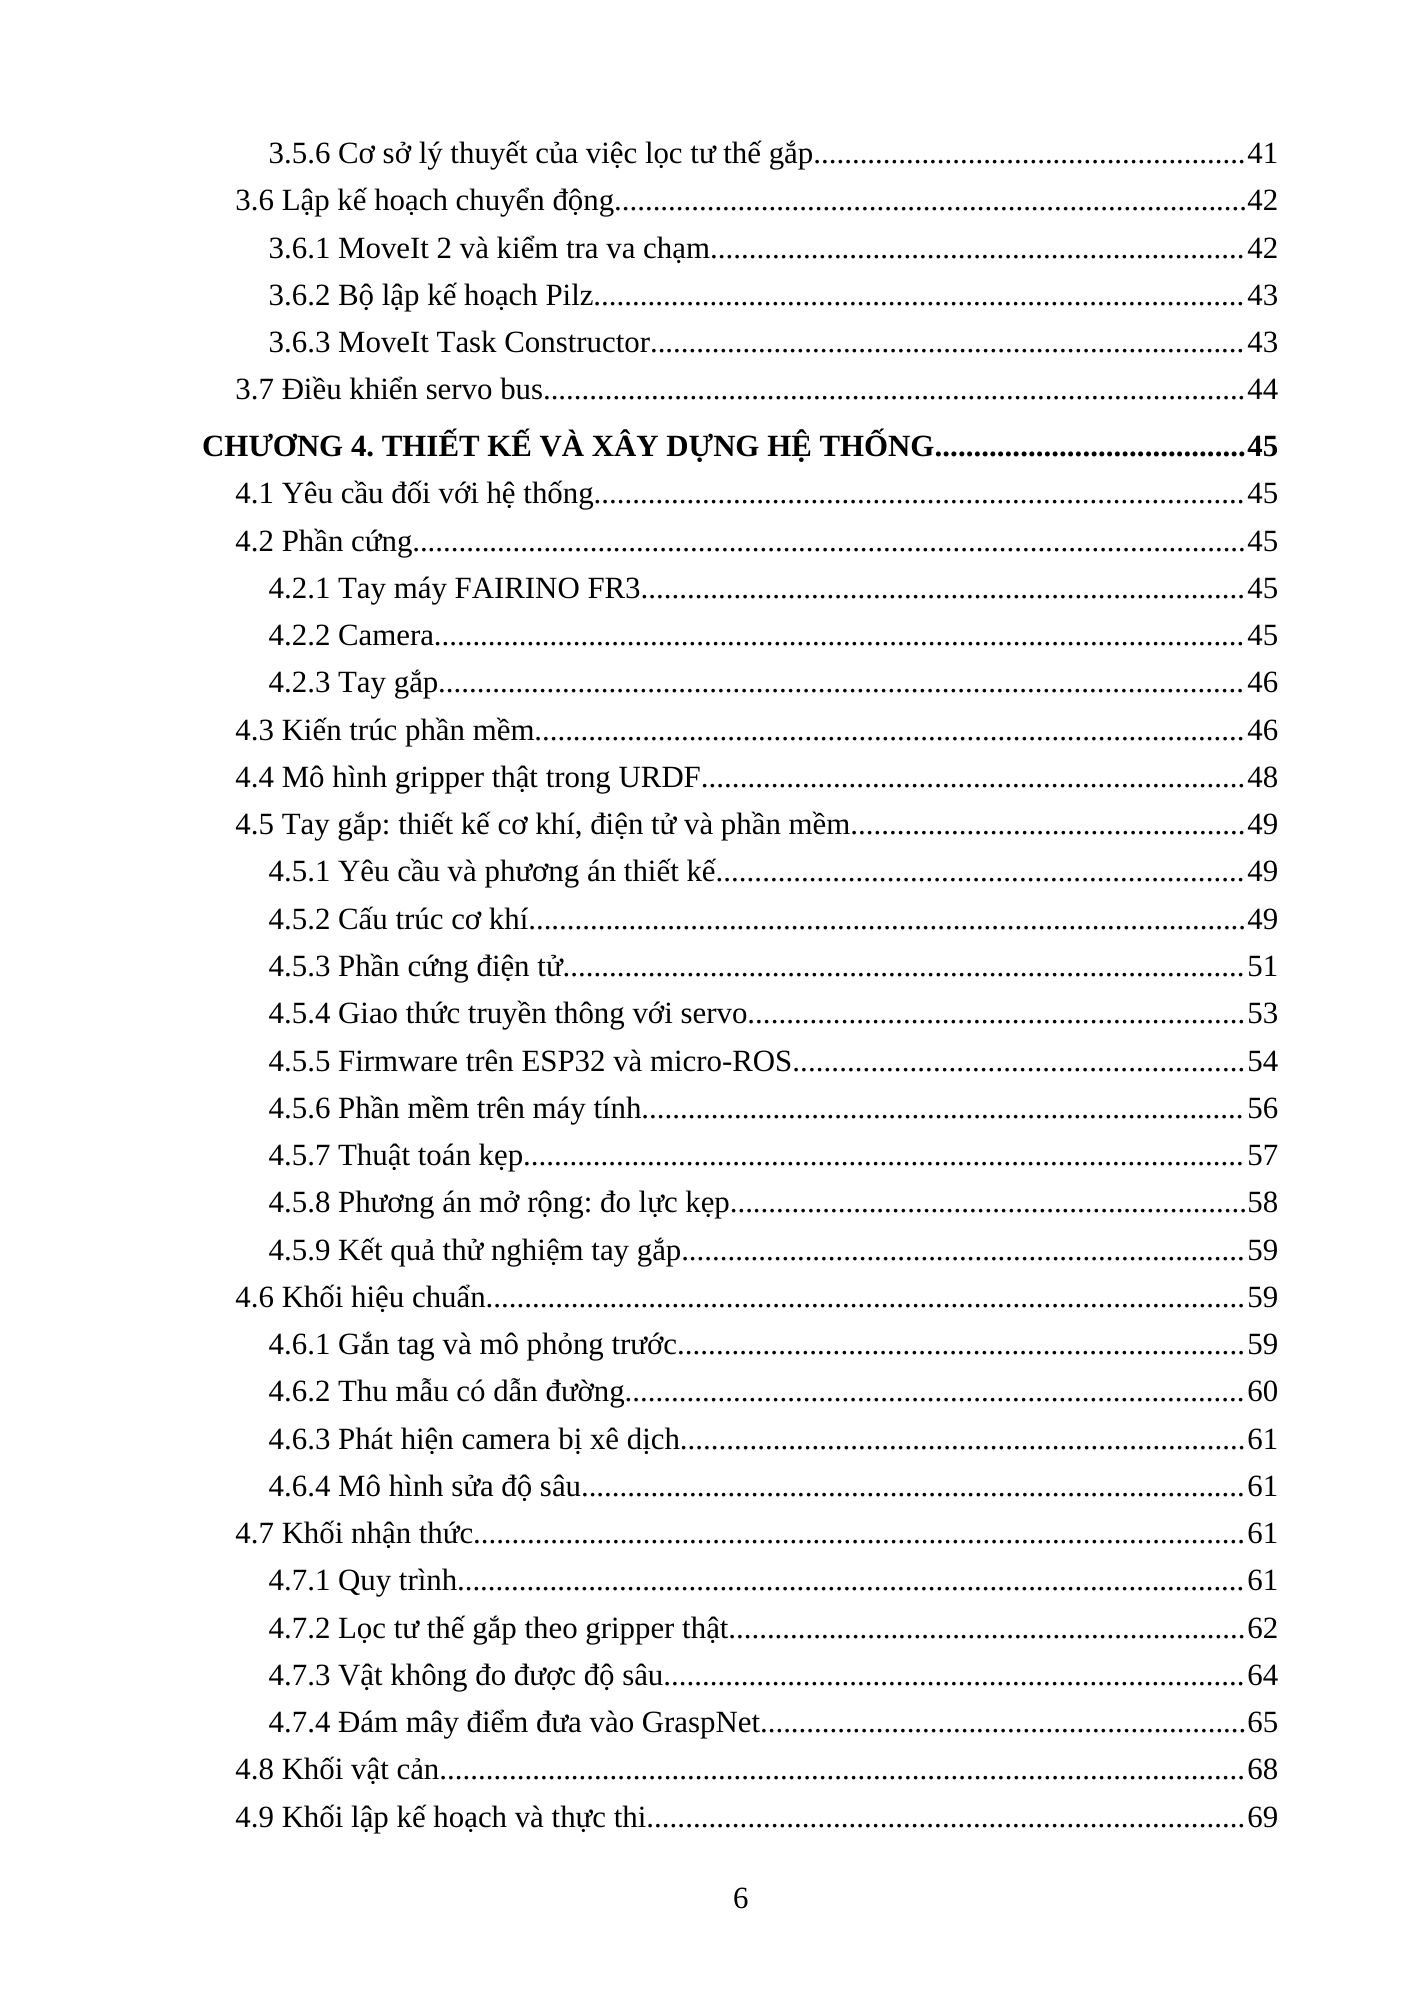 3.5.6 Cơ sở lý thuyết của việc lọc tư thế gắp........................................................41
3.6 Lập kế hoạch chuyển động..................................................................................42
3.6.1 MoveIt 2 và kiểm tra va chạm.....................................................................42
3.6.2 Bộ lập kế hoạch Pilz....................................................................................43
3.6.3 MoveIt Task Constructor.............................................................................43
3.7 Điều khiển servo bus...........................................................................................44
CHƯƠNG 4. THIẾT KẾ VÀ XÂY DỰNG HỆ THỐNG........................................45
4.1 Yêu cầu đối với hệ thống....................................................................................45
4.2 Phần cứng............................................................................................................45
4.2.1 Tay máy FAIRINO FR3..............................................................................45
4.2.2 Camera.........................................................................................................45
4.2.3 Tay gắp........................................................................................................46
4.3 Kiến trúc phần mềm............................................................................................46
4.4 Mô hình gripper thật trong URDF......................................................................48
4.5 Tay gắp: thiết kế cơ khí, điện tử và phần mềm...................................................49
4.5.1 Yêu cầu và phương án thiết kế....................................................................49
4.5.2 Cấu trúc cơ khí.............................................................................................49
4.5.3 Phần cứng điện tử........................................................................................51
4.5.4 Giao thức truyền thông với servo................................................................53
4.5.5 Firmware trên ESP32 và micro-ROS..........................................................54
4.5.6 Phần mềm trên máy tính..............................................................................56
4.5.7 Thuật toán kẹp.............................................................................................57
4.5.8 Phương án mở rộng: đo lực kẹp...................................................................58
4.5.9 Kết quả thử nghiệm tay gắp.........................................................................59
4.6 Khối hiệu chuẩn..................................................................................................59
4.6.1 Gắn tag và mô phỏng trước.........................................................................59
4.6.2 Thu mẫu có dẫn đường................................................................................60
4.6.3 Phát hiện camera bị xê dịch.........................................................................61
4.6.4 Mô hình sửa độ sâu......................................................................................61
4.7 Khối nhận thức....................................................................................................61
4.7.1 Quy trình......................................................................................................61
4.7.2 Lọc tư thế gắp theo gripper thật...................................................................62
4.7.3 Vật không đo được độ sâu...........................................................................64
4.7.4 Đám mây điểm đưa vào GraspNet...............................................................65
4.8 Khối vật cản........................................................................................................68
4.9 Khối lập kế hoạch và thực thi.............................................................................69
6